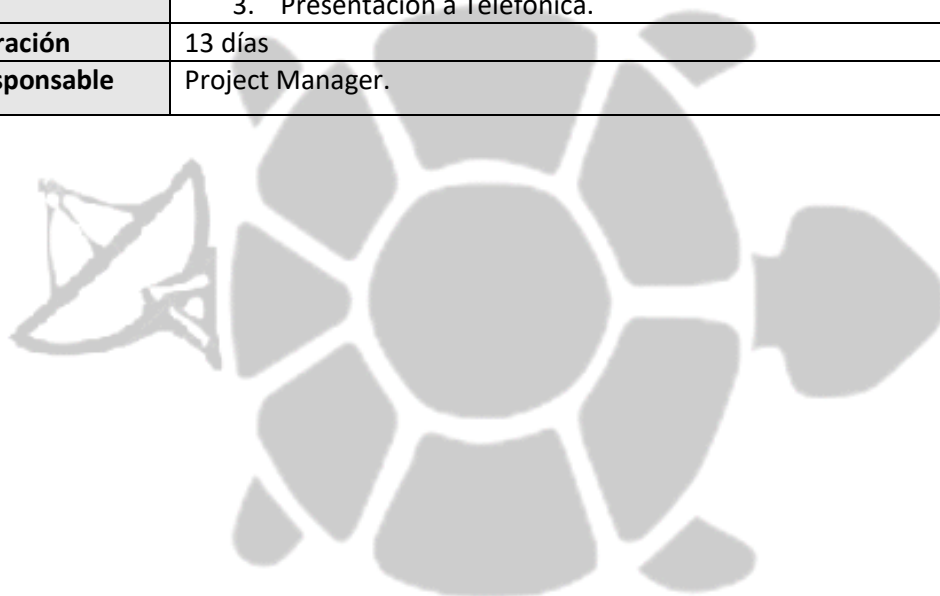 3. Presentación a Telefónica.
ración 13 días
sponsable Project Manager.